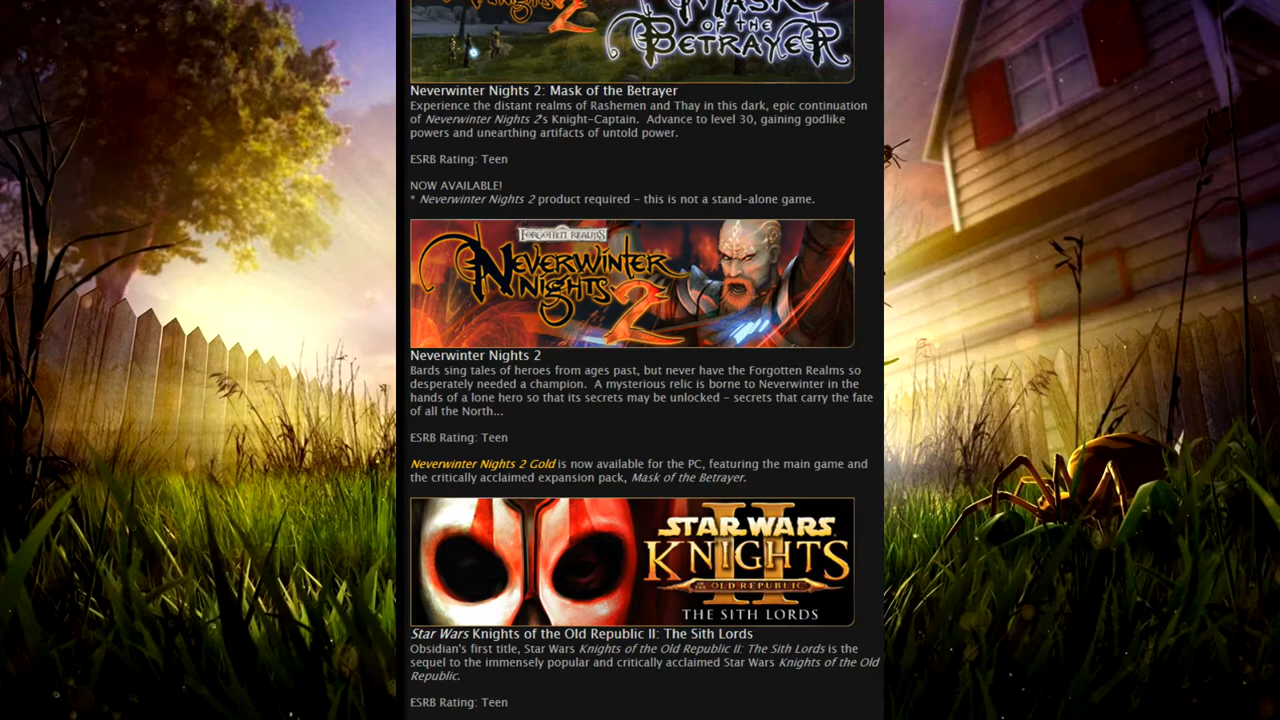 Nights 2
Mask
of the
Betrayer
Neverwinter Nights 2: Mask of the Betrayer
Experience the distant realms of Rashemen and Thay in this dark, epic continuation
of Neverwinter Nights 2's Knight-Captain.  Advance to level 30, gaining godlike
powers and unearthing artifacts of untold power.
ESRB Rating: Teen
NOW AVAILABLE!
* Neverwinter Nights 2 product required - this is not a stand-alone game.
Forgotten Realms
Neverwinter
Nights 2
Neverwinter Nights 2
Bards sing tales of heroes from ages past, but never have the Forgotten Realms so
desperately needed a champion.  A mysterious relic is borne to Neverwinter in the
hands of a lone hero so that its secrets may be unlocked - secrets that carry the fate
of all the North...
ESRB Rating: Teen
Neverwinter Nights 2 Gold is now available for the PC, featuring the main game and
the critically acclaimed expansion pack, Mask of the Betrayer.
STAR WARS
KNIGHTS
II
OF THE OLD REPUBLIC
THE SITH LORDS
Star Wars Knights of the Old Republic II: The Sith Lords
Obsidian's first title, Star Wars Knights of the Old Republic II: The Sith Lords is the
sequel to the immensely popular and critically acclaimed Star Wars Knights of the Old
Republic.
ESRB Rating: Teen